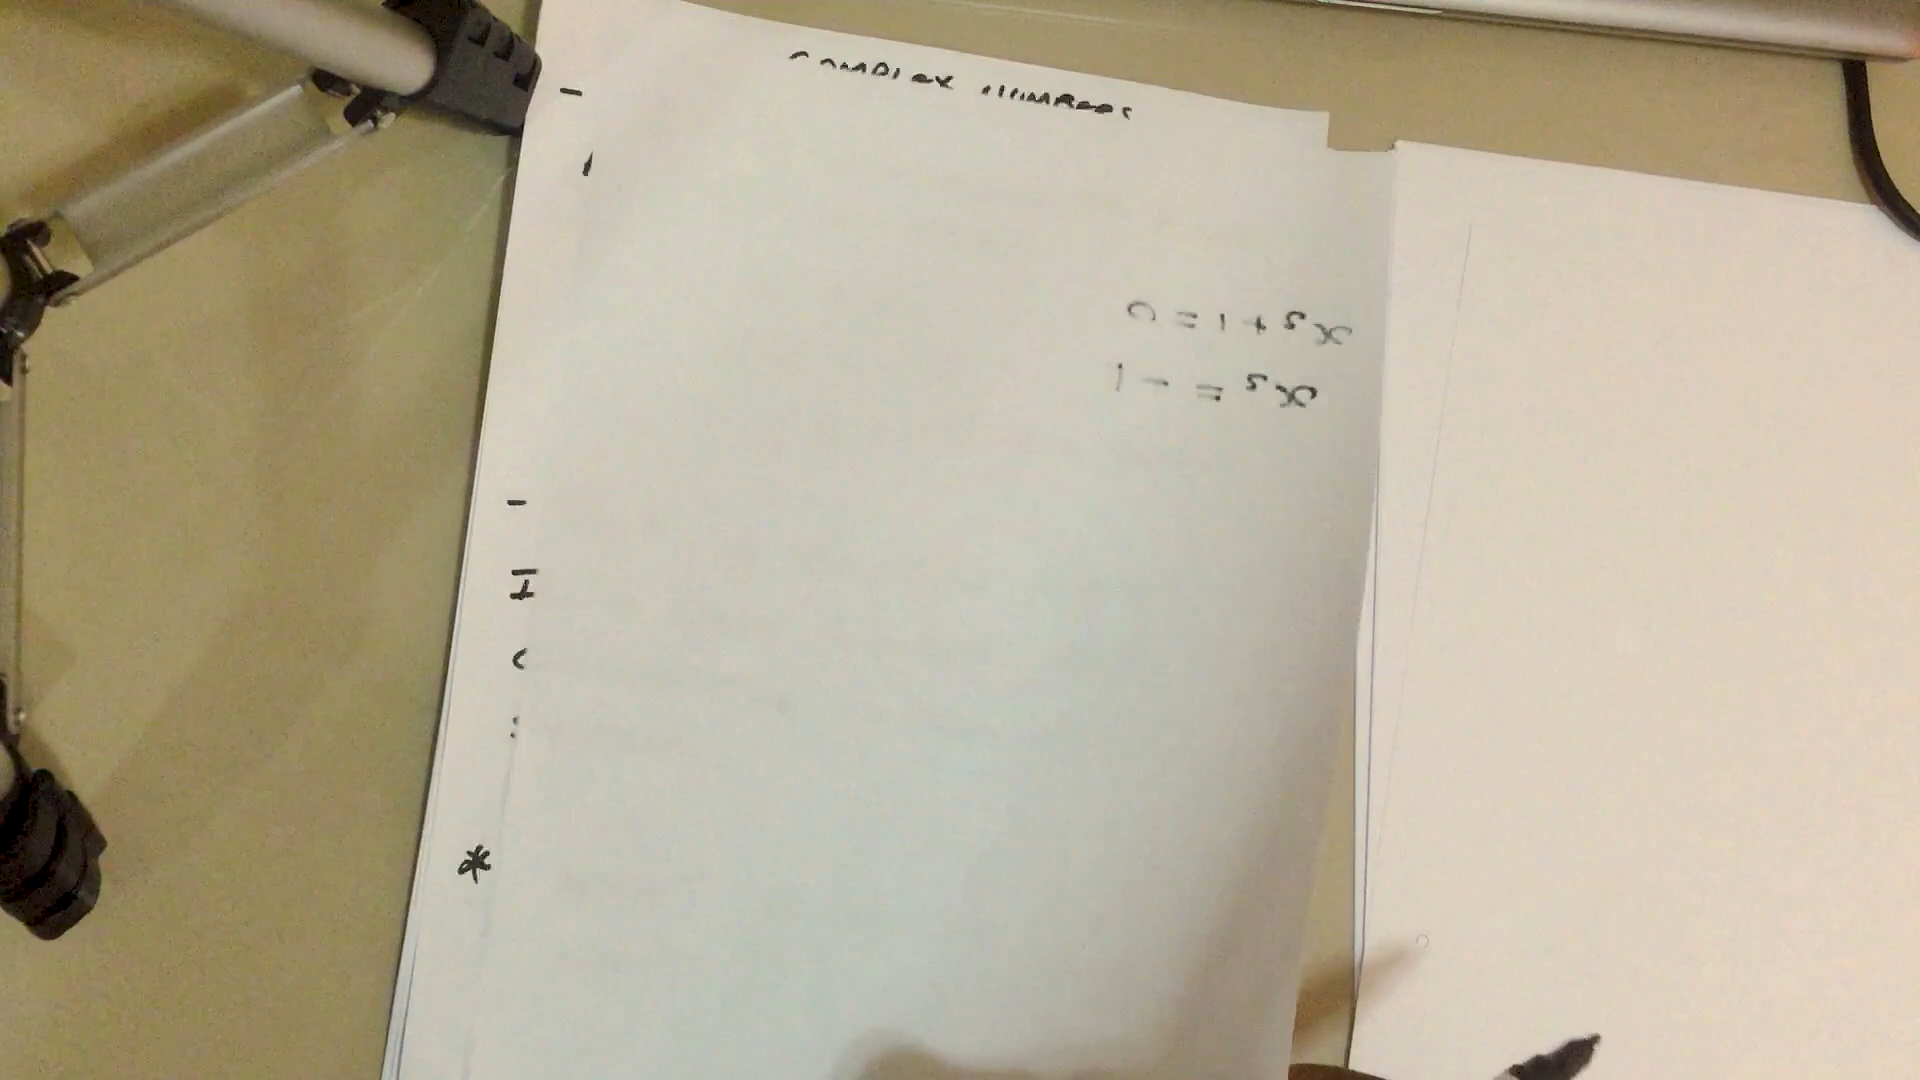 COMPLEX NUMBERS
x² + 1 = 0
x² = - 1
*